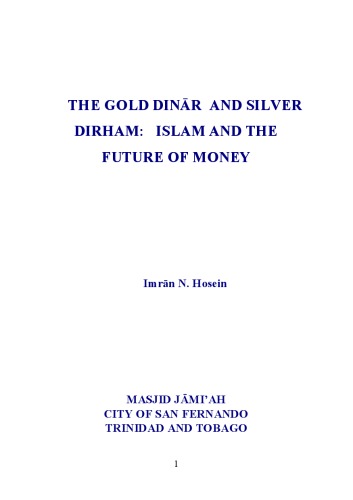 THE GOLD DINĀR AND SILVER
DIRHAM: ISLAM AND THE
FUTURE OF MONEY
Imrān N. Hosein
MASJID JĀMI’AH
CITY OF SAN FERNANDO
TRINIDAD AND TOBAGO
1